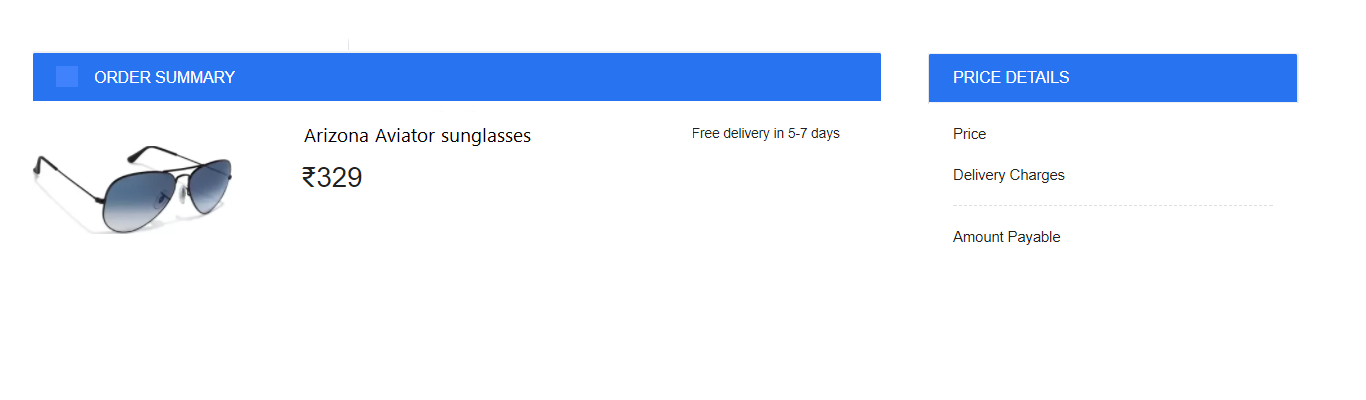 ORDER SUMMARY
Arizona Aviator sunglasses
₹329
Free delivery in 5-7 days
PRICE DETAILS
Price
Delivery Charges
Amount Payable